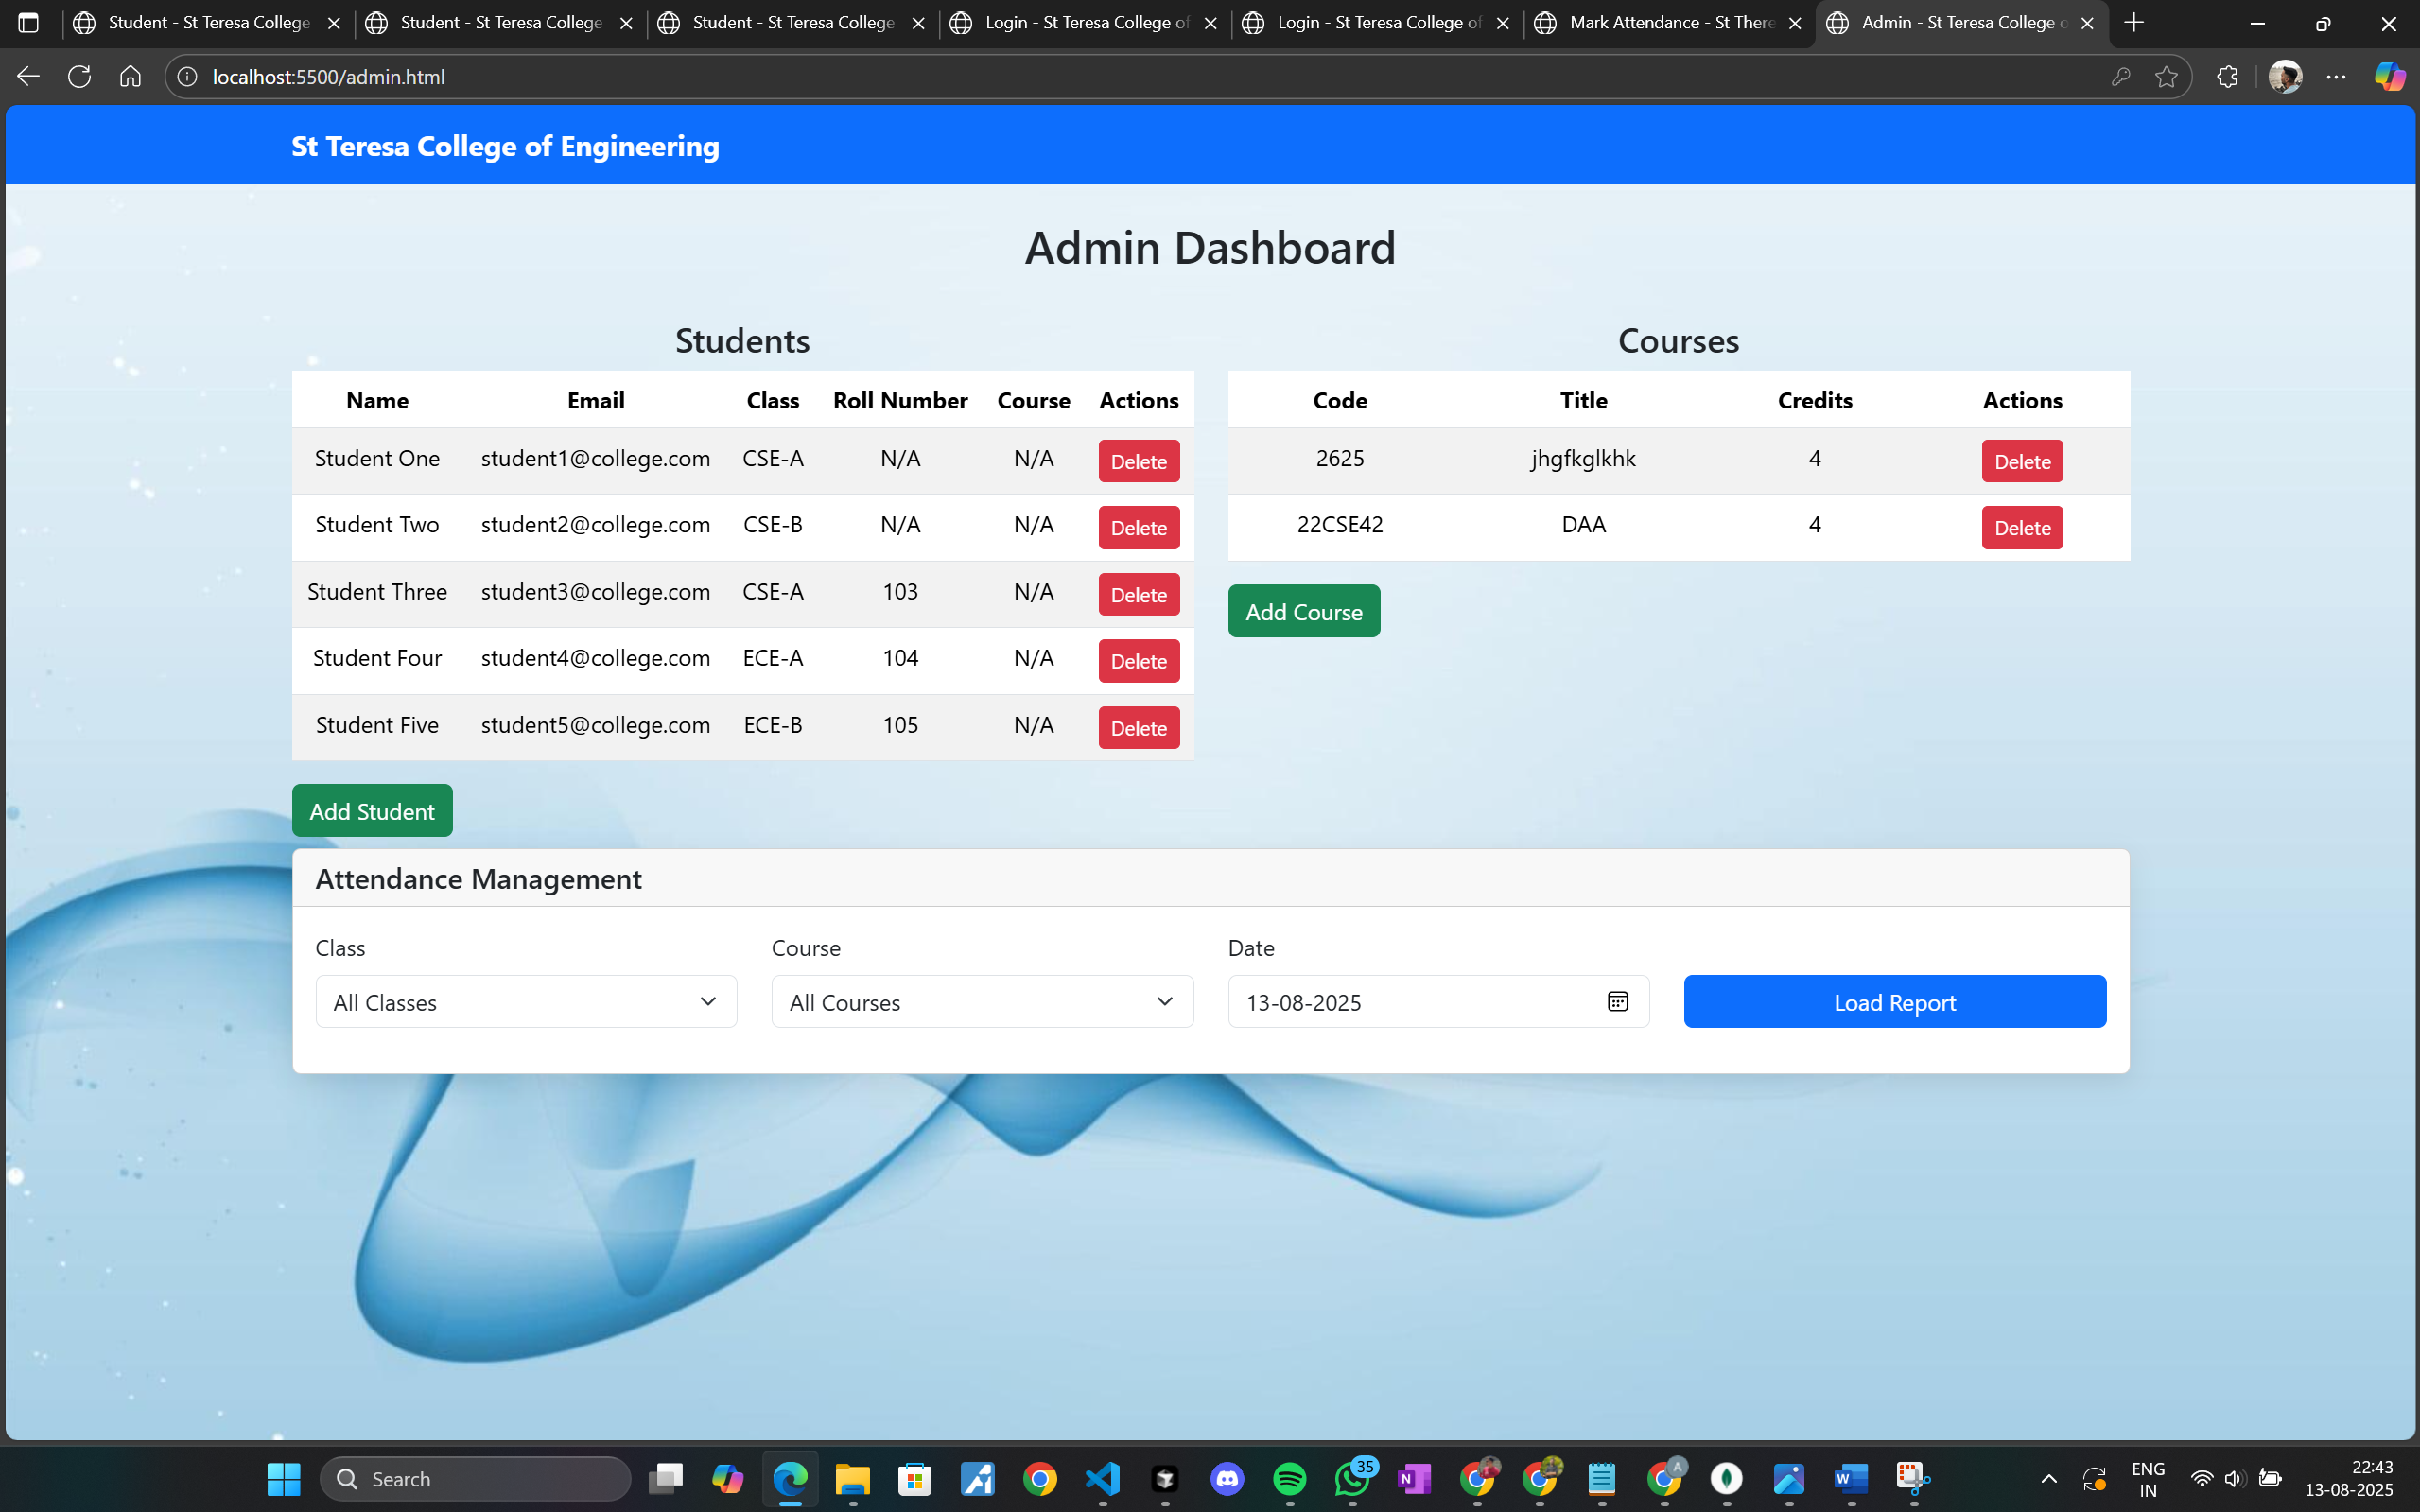 Student - St Teresa College
Student - St Teresa College
Student - St Teresa College
Login - St Teresa College of
Login - St Teresa College of
Mark Attendance - St There
Admin - St Teresa College o
localhost:5500/admin.html
St Teresa College of Engineering
Admin Dashboard
Students
Name Email Class Roll Number Course Actions
Student One student1@college.com CSE-A N/A N/A Delete
Student Two student2@college.com CSE-B N/A N/A Delete
Student Three student3@college.com CSE-A 103 N/A Delete
Student Four student4@college.com ECE-A 104 N/A Delete
Student Five student5@college.com ECE-B 105 N/A Delete
Add Student
Courses
Code Title Credits Actions
2625 jhgfkglkhk 4 Delete
22CSE42 DAA 4 Delete
Add Course
Attendance Management
Class Course Date
All Classes All Courses 13-08-2025 Load Report
Search
35
N
A
W
ENG
IN
22:43
13-08-2025